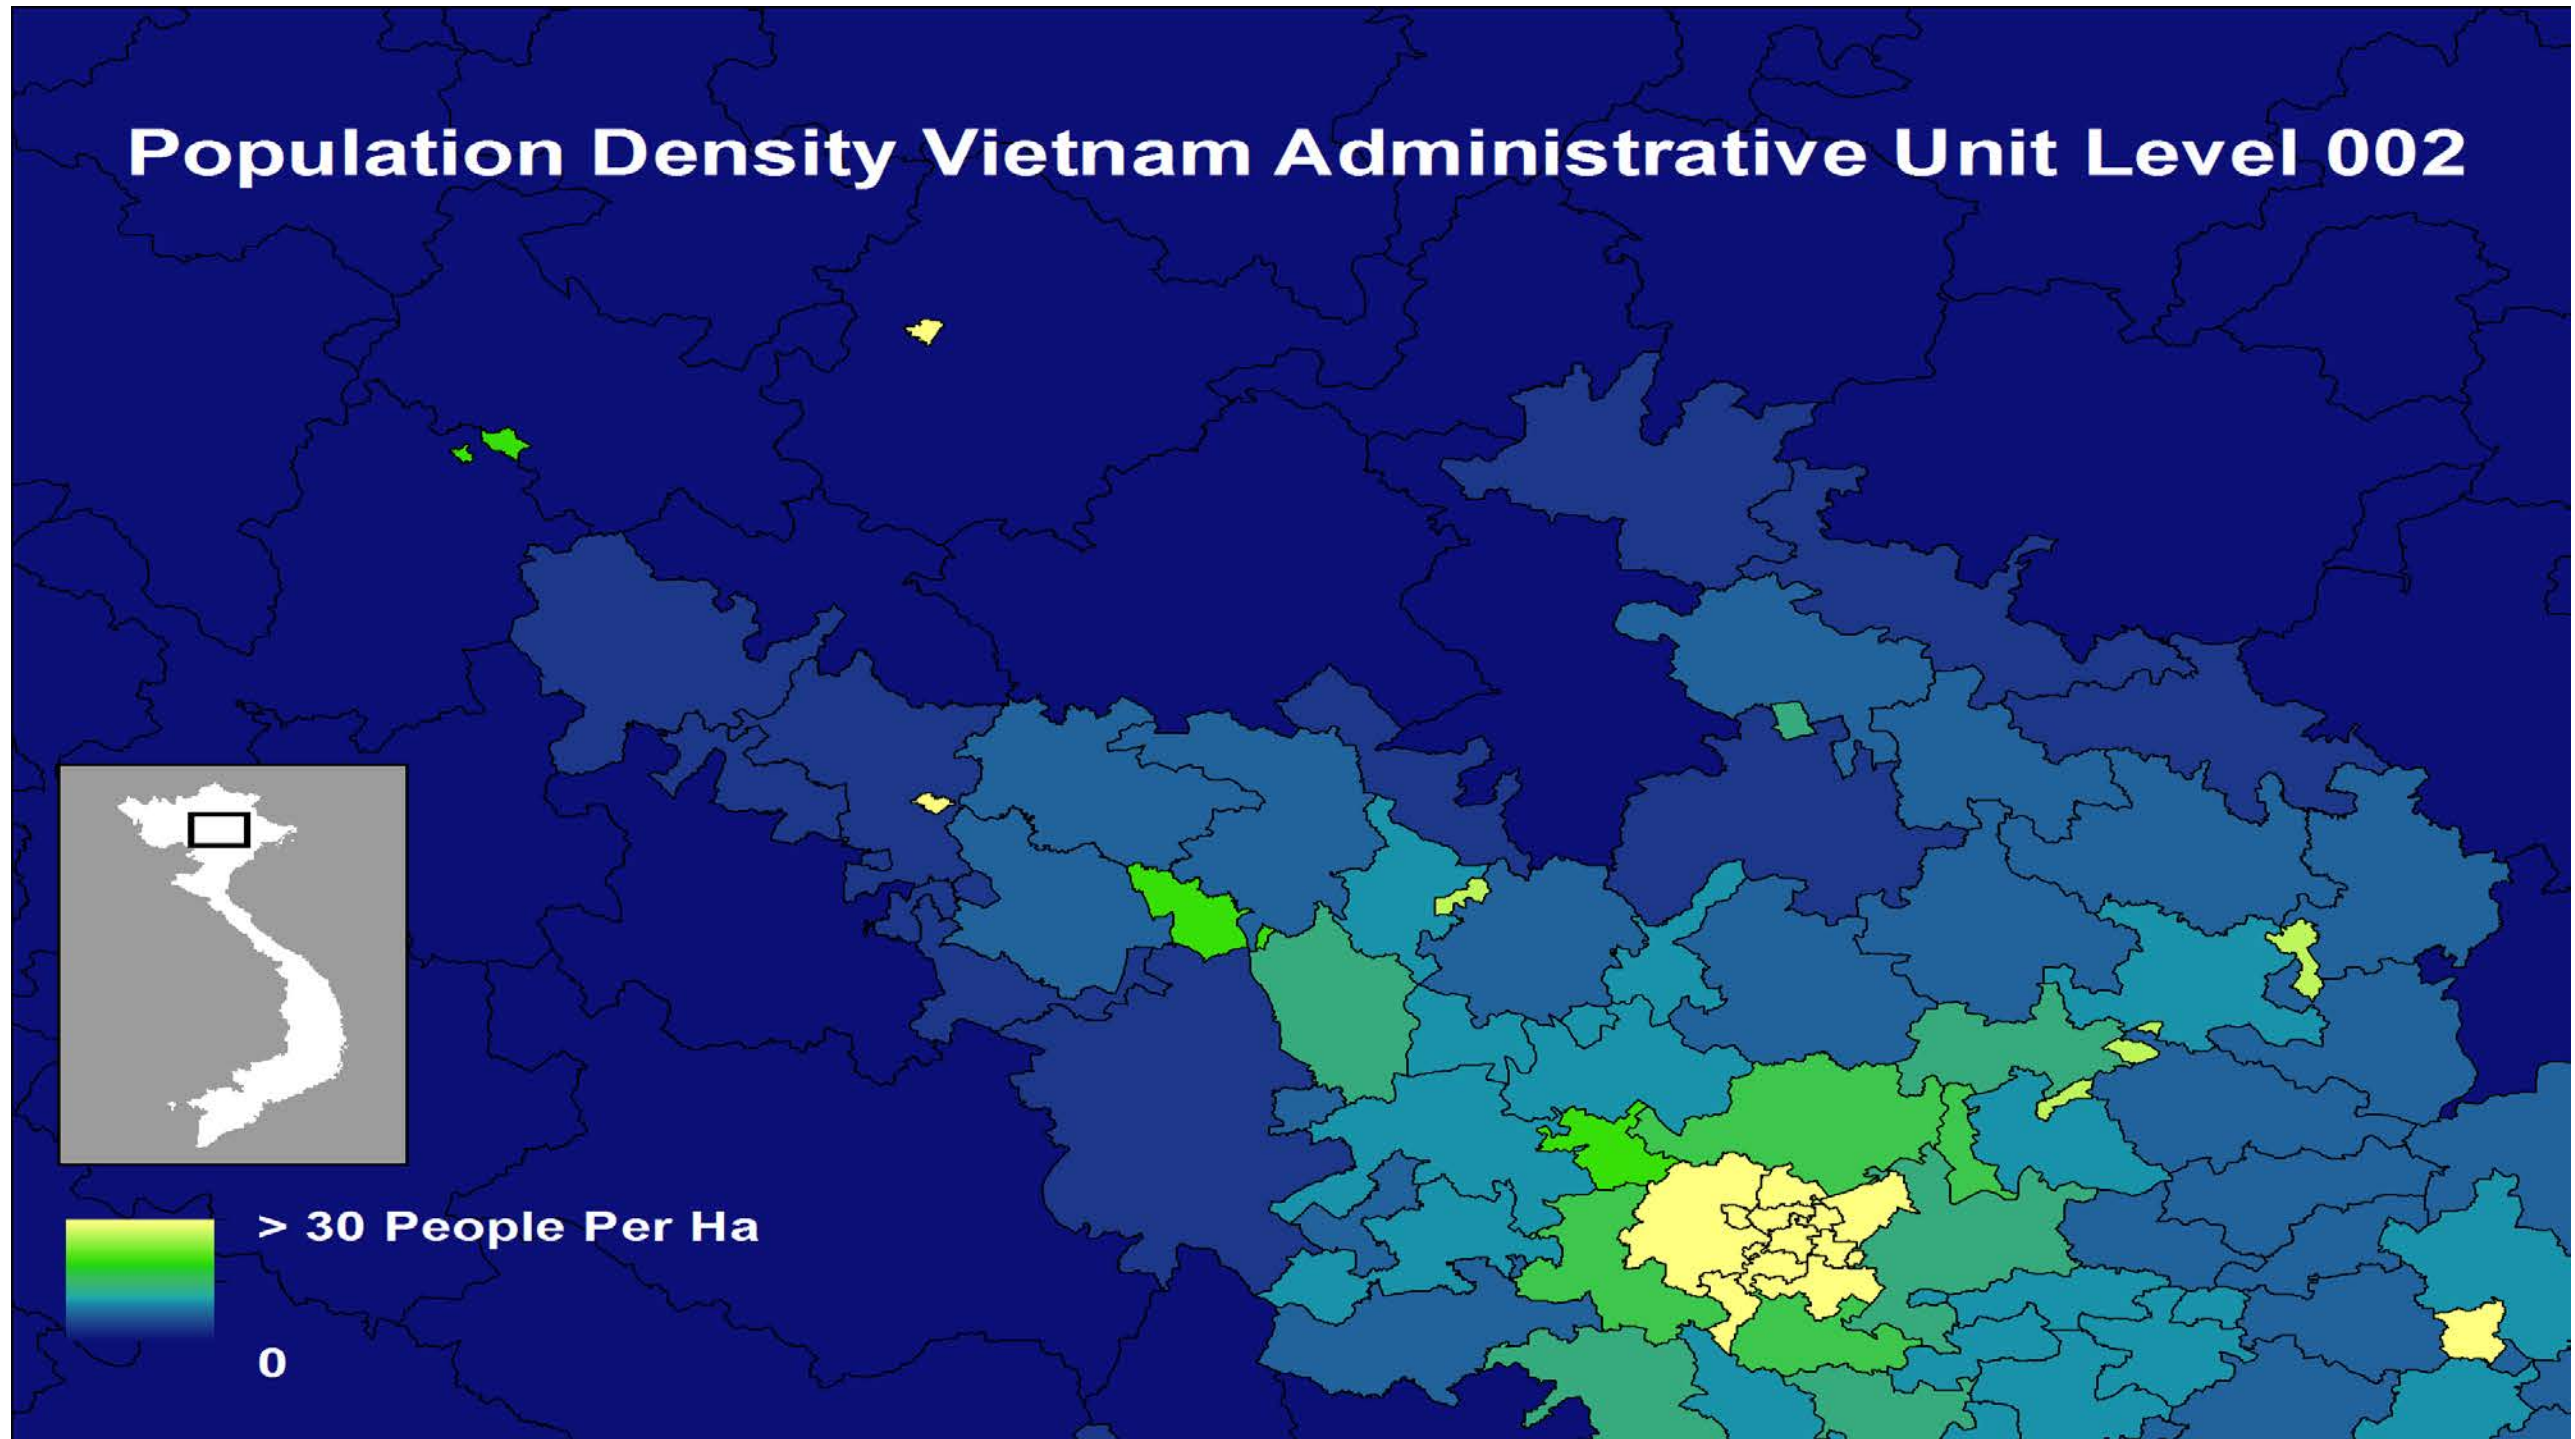 Population Density Vietnam Administrative Unit Level 002
> 30 People Per Ha
0